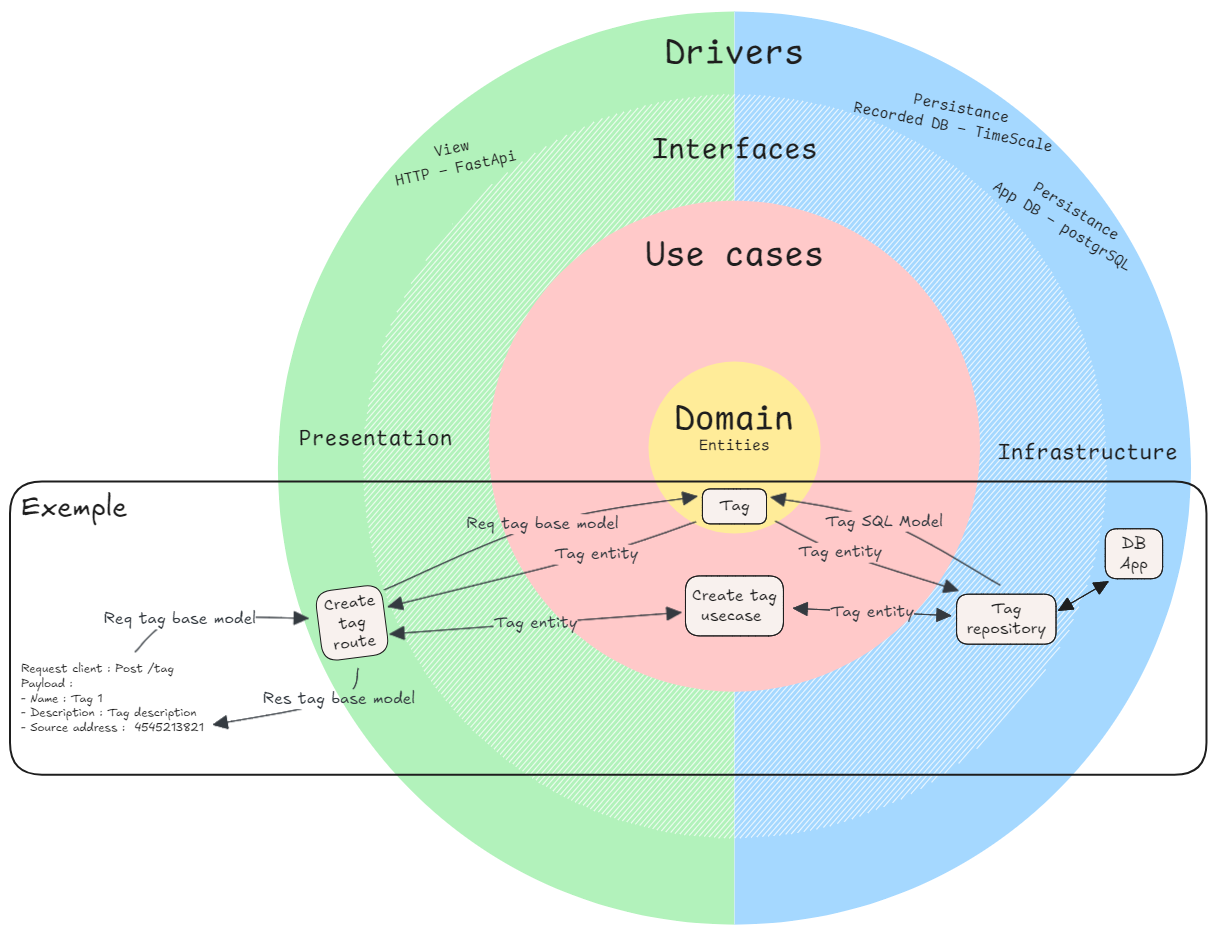 Drivers
Persistance
Recorded DB - TimeScale
View
HTTP - FastApi
Interfaces
Persistance
App DB - postgrSQL
Use cases
Domain
Entities
Presentation
Infrastructure
Exemple
Tag
Req tag base model
Tag SQL Model
Tag entity
Tag entity
DB
App
Create
tag
route
Create tag
usecase
Tag
repository
Req tag base model
Tag entity
Tag entity
Request client : Post /tag
Payload :
- Name : Tag 1
- Description : Tag description
- Source address : 4545213821
Res tag base model